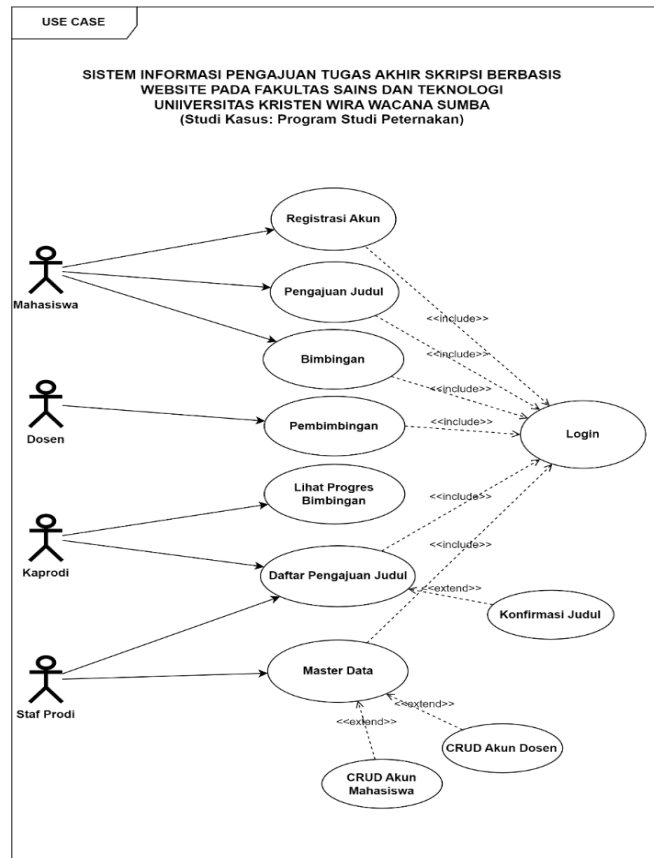 USE CASE
SISTEM INFORMASI PENGAJUAN TUGAS AKHIR SKRIPSI BERBASIS
WEBSITE PADA FAKULTAS SAINS DAN TEKNOLOGI
UNIIVERSITAS KRISTEN WIRA WACANA SUMBA
(Studi Kasus: Program Studi Peternakan)
Registrasi Akun
Mahasiswa
Pengajuan Judul
<<include>>
Bimbingan
<<include>>
<<include>>
Dosen
Pembimbingan
<<include>>
Login
Lihat Progres
Bimbingan
<<include>>
Kaprodi
Daftar Pengajuan Judul
<<include>>
<<extend>>
Konfirmasi Judul
Staf Prodi
Master Data
<<extend>>
<<extend>>
CRUD Akun Dosen
CRUD Akun
Mahasiswa